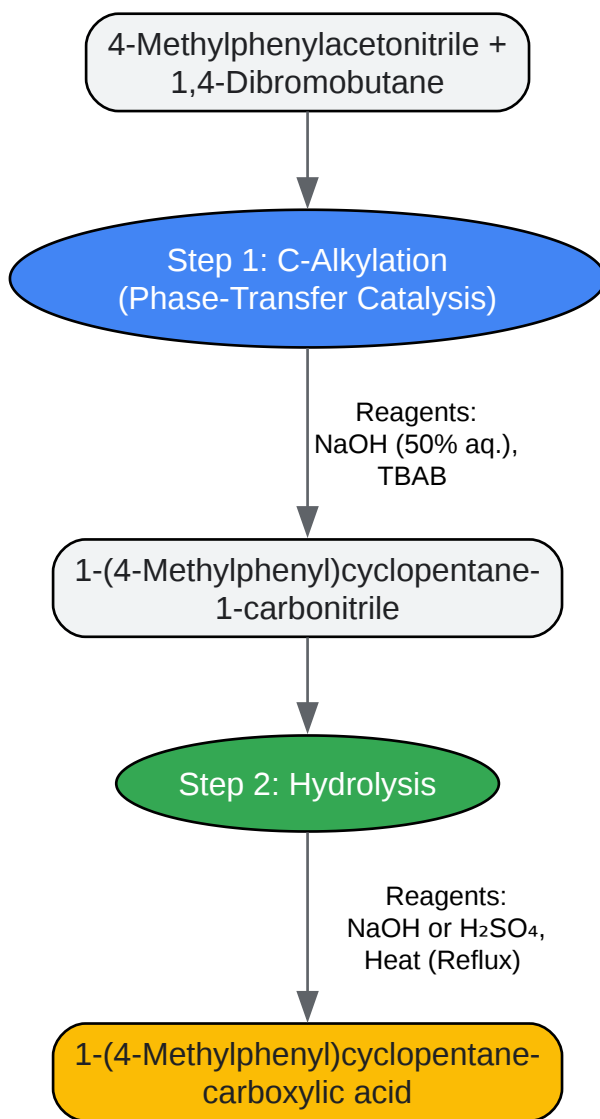 4-Methylphenylacetonitrile +
1,4-Dibromobutane
Step 1: C-Alkylation
(Phase-Transfer Catalysis)
Reagents:
NaOH (50% aq.),
TBAB
1-(4-Methylphenyl)cyclopentane-
1-carbonitrile
Step 2: Hydrolysis
Reagents:
NaOH or H₂SO₄,
Heat (Reflux)
1-(4-Methylphenyl)cyclopentane-
carboxylic acid